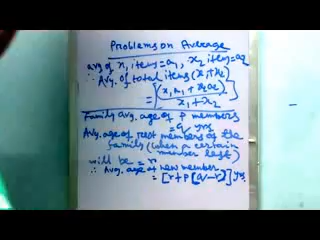 Problems on Average
avg of x₁ items = a₁, x₂ items = a₂
∴ Avg. of total items (x₁+x₂)
= (x₁a₁ + x₂a₂)
x₁+x₂
Family avg. age of P members
= q yrs
Avg. age of rest members of the
family (when a certain
member left)
will be = r
∴ Avg. age of new member
= [r+P[q-r]] yrs